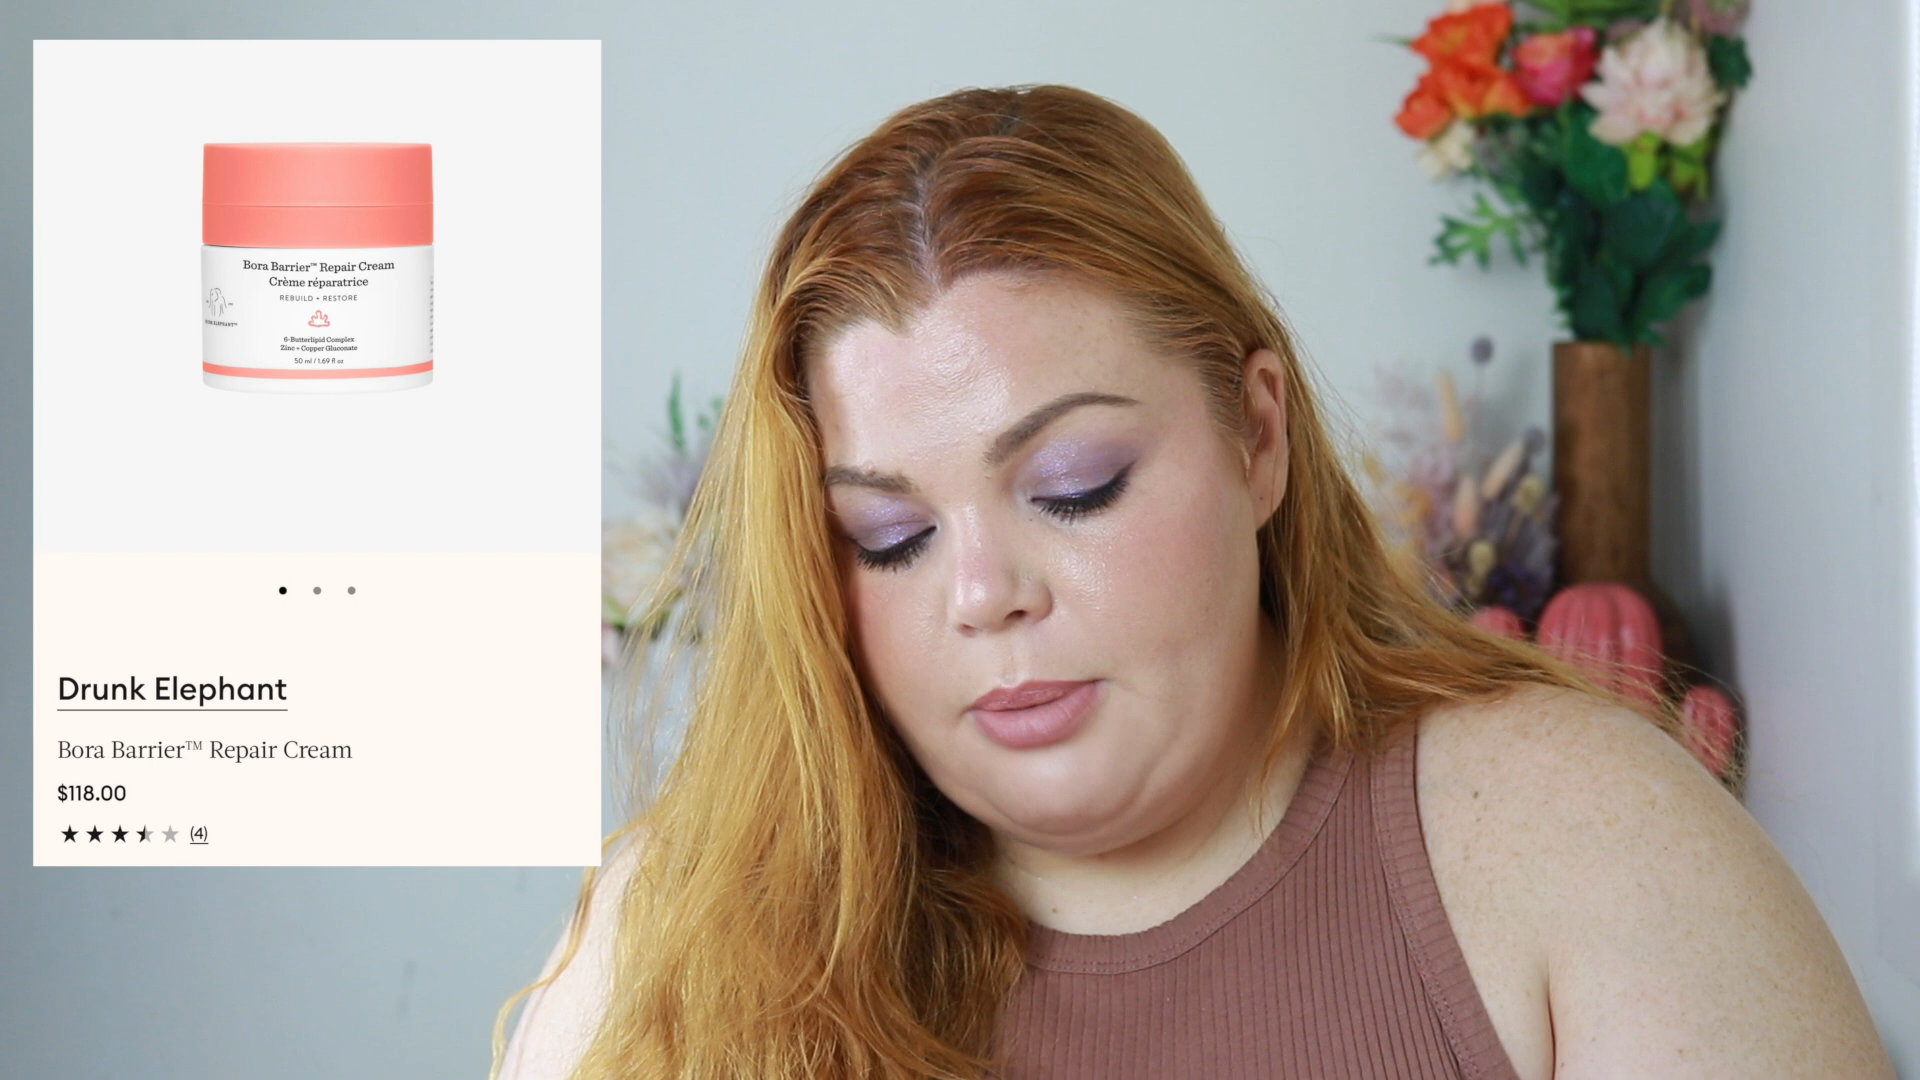 Bora Barrier™ Repair Cream
Crème réparatrice
REBUILD + RESTORE
6-Butterlipid Complex
Zinc + Copper Gluconate
50 ml / 1.69 fl oz
Drunk Elephant
Bora Barrier™ Repair Cream
$118.00
(4)